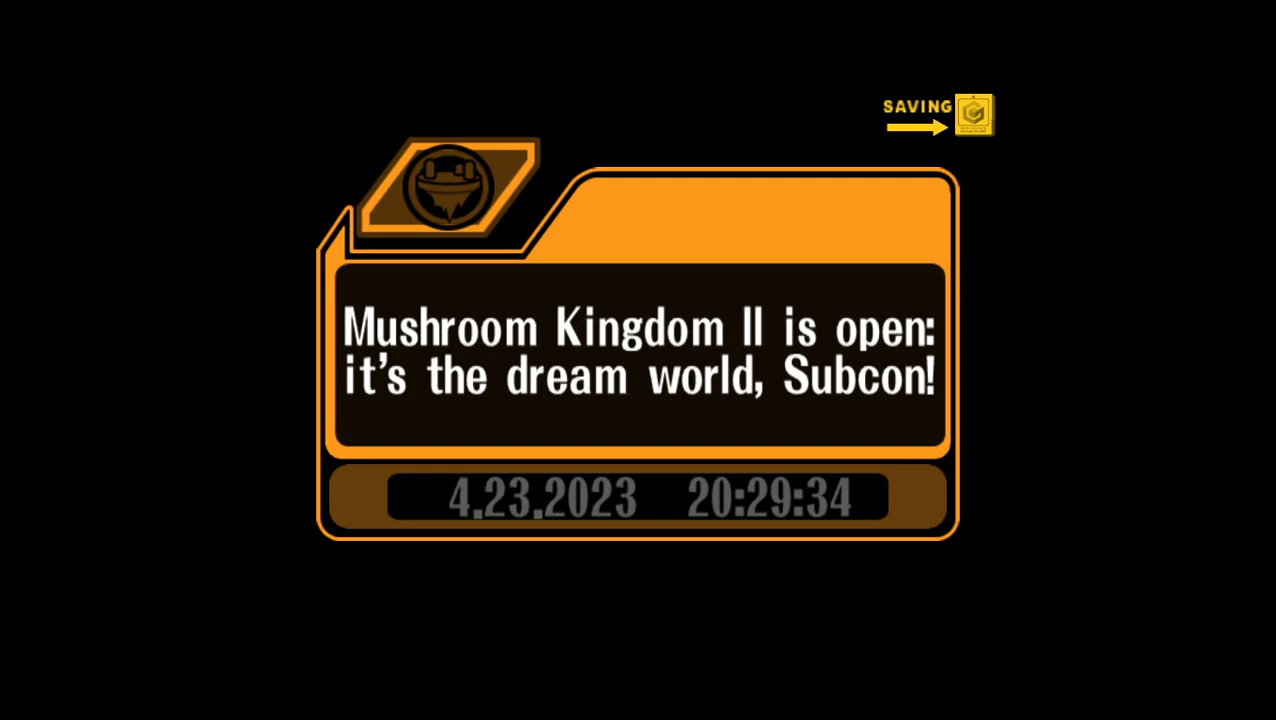 SAVING
Mushroom Kingdom II is open:
it's the dream world, Subcon!
4.23.2023 20:29:34